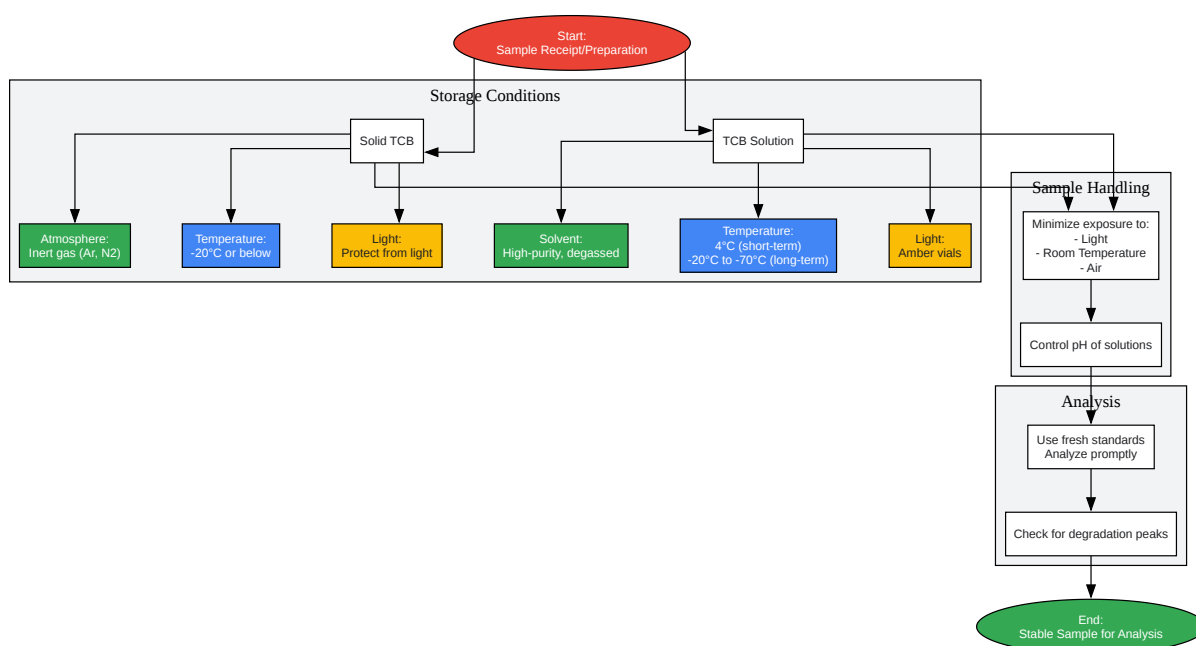 Start:
Sample Receipt/Preparation
Storage Conditions
Solid TCB
TCB Solution
Atmosphere:
Inert gas (Ar, N2)
Temperature:
-20°C or below
Light:
Protect from light
Solvent:
High-purity, degassed
Temperature:
4°C (short-term)
-20°C to -70°C (long-term)
Light:
Amber vials
Sample Handling
Minimize exposure to:
- Light
- Room Temperature
- Air
Control pH of solutions
Analysis
Use fresh standards
Analyze promptly
Check for degradation peaks
End:
Stable Sample for Analysis